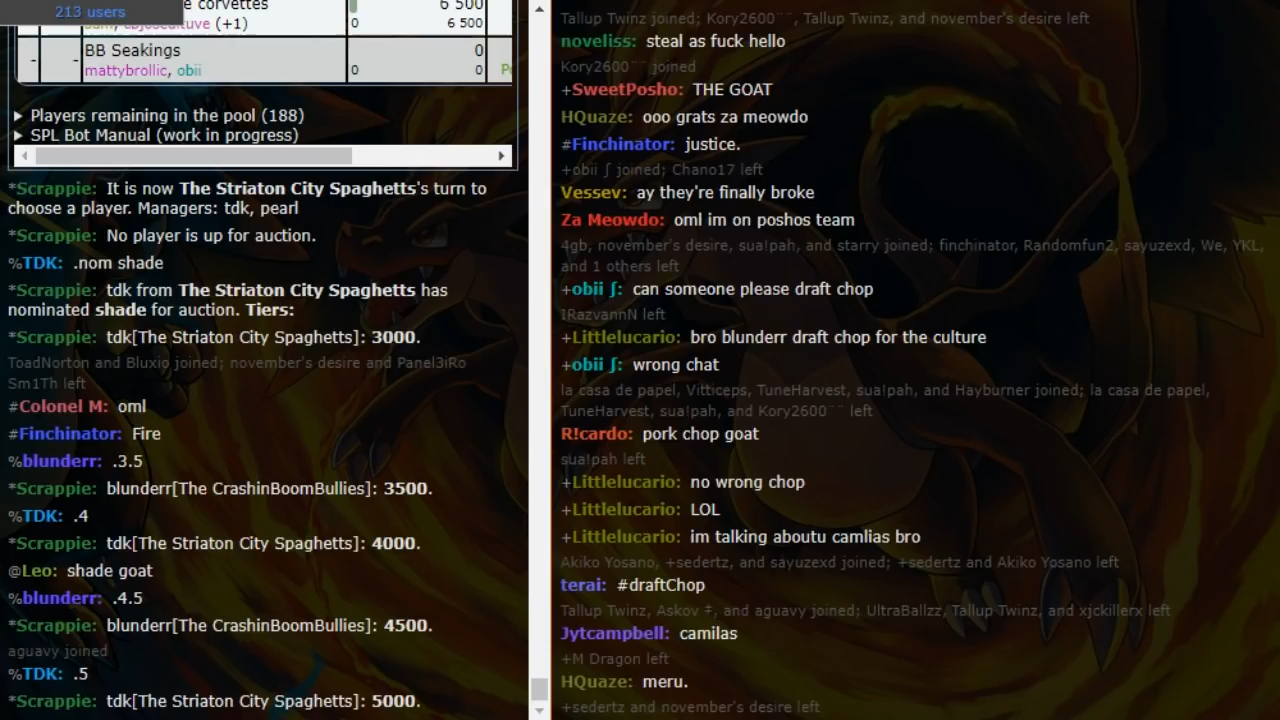 213 users
e corvettes
6 500
(+1)
6 500
BB Seakings
0
-
-
mattybrollic, obii
0
0
▶ Players remaining in the pool (188)
▶ SPL Bot Manual (work in progress)
*Scrappie: It is now The Striaton City Spaghetts's turn to
choose a player. Managers: tdk, pearl
*Scrappie: No player is up for auction.
%TDK: .nom shade
*Scrappie: tdk from The Striaton City Spaghetts has
nominated shade for auction. Tiers:
*Scrappie: tdk[The Striaton City Spaghetts]: 3000.
ToadNorton and Bluxio joined; november's desire and Panel3iRo
Sm1Th left
#Colonel M: oml
#Finchinator: Fire
%blunderr: .3.5
*Scrappie: blunderr[The CrashinBoomBullies]: 3500.
%TDK: .4
*Scrappie: tdk[The Striaton City Spaghetts]: 4000.
@Leo: shade goat
%blunderr: .4.5
*Scrappie: blunderr[The CrashinBoomBullies]: 4500.
aguavy joined
%TDK: .5
*Scrappie: tdk[The Striaton City Spaghetts]: 5000.
Tallup Twinz joined; Kory2600¨¨, Tallup Twinz, and november's desire left
noveliss: steal as fuck hello
Kory2600¨¨ joined
+SweetPosho: THE GOAT
HQuaze: ooo grats za meowdo
#Finchinator: justice.
+obii ʃ joined; Chano17 left
Vessev: ay they're finally broke
Za Meowdo: oml im on poshos team
4gb, november's desire, sua!pah, and starry joined; finchinator, Randomfun2, sayuzexd, We, YKL,
and 1 others left
+obii ʃ: can someone please draft chop
IRazvannN left
+Littlelucario: bro blunderr draft chop for the culture
+obii ʃ: wrong chat
la casa de papel, Vitticeps, TuneHarvest, sua!pah, and Hayburner joined; la casa de papel,
TuneHarvest, sua!pah, and Kory2600¨¨ left
R!cardo: pork chop goat
sua!pah left
+Littlelucario: no wrong chop
+Littlelucario: LOL
+Littlelucario: im talking aboutu camlias bro
Akiko Yosano, +sedertz, and sayuzexd joined; +sedertz and Akiko Yosano left
terai: #draftChop
Tallup Twinz, Askov ‡, and aguavy joined; UltraBallzz, Tallup Twinz, and xjckillerx left
Jytcampbell: camilas
+M Dragon left
HQuaze: meru.
+sedertz and november's desire left